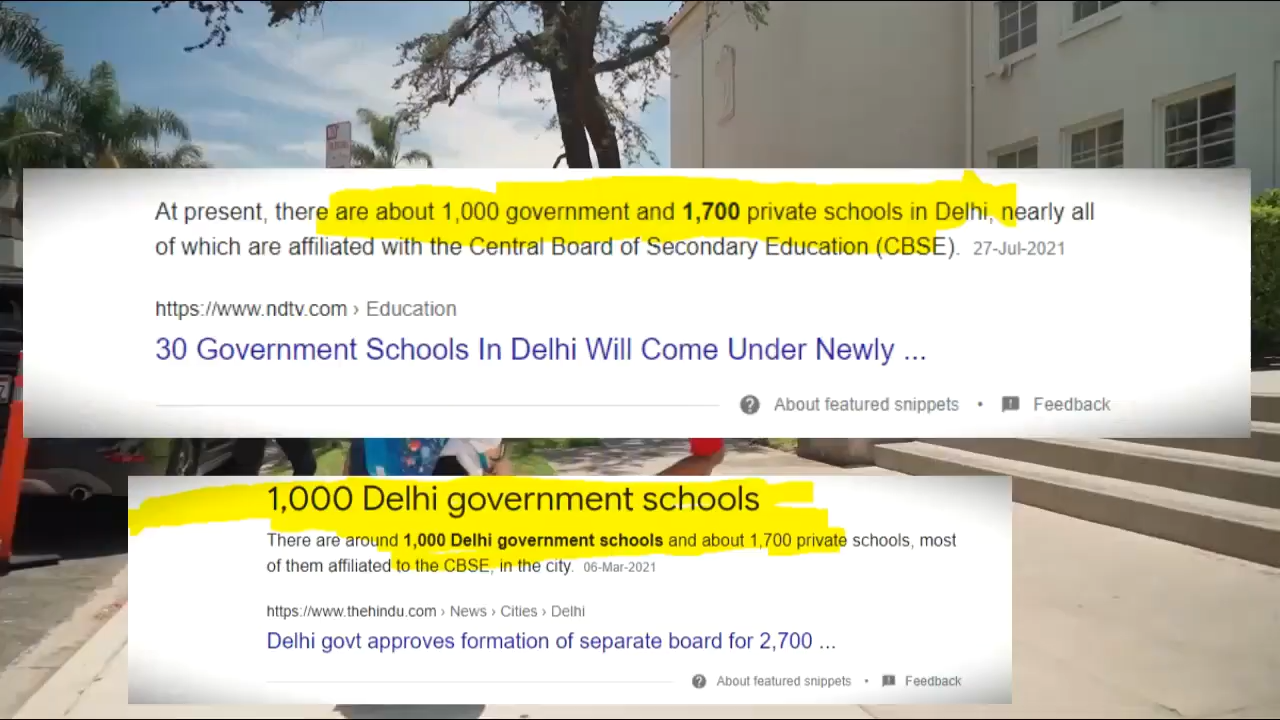 At present, there are about 1,000 government and 1,700 private schools in Delhi, nearly all
of which are affiliated with the Central Board of Secondary Education (CBSE). 27-Jul-2021
https://www.ndtv.com › Education
30 Government Schools In Delhi Will Come Under Newly ...
About featured snippets • Feedback
1,000 Delhi government schools
There are around 1,000 Delhi government schools and about 1,700 private schools, most
of them affiliated to the CBSE, in the city. 06-Mar-2021
https://www.thehindu.com › News › Cities › Delhi
Delhi govt approves formation of separate board for 2,700 ...
About featured snippets • Feedback